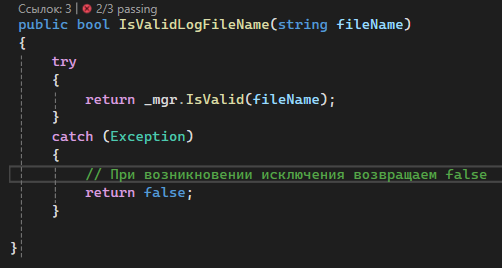 Ссылок: 3 | 2/3 passing
public bool IsValidLogFileName(string fileName)
{
try
{
return _mgr.IsValid(fileName);
}
catch (Exception)
{
// При возникновении исключения возвращаем false
return false;
}
}